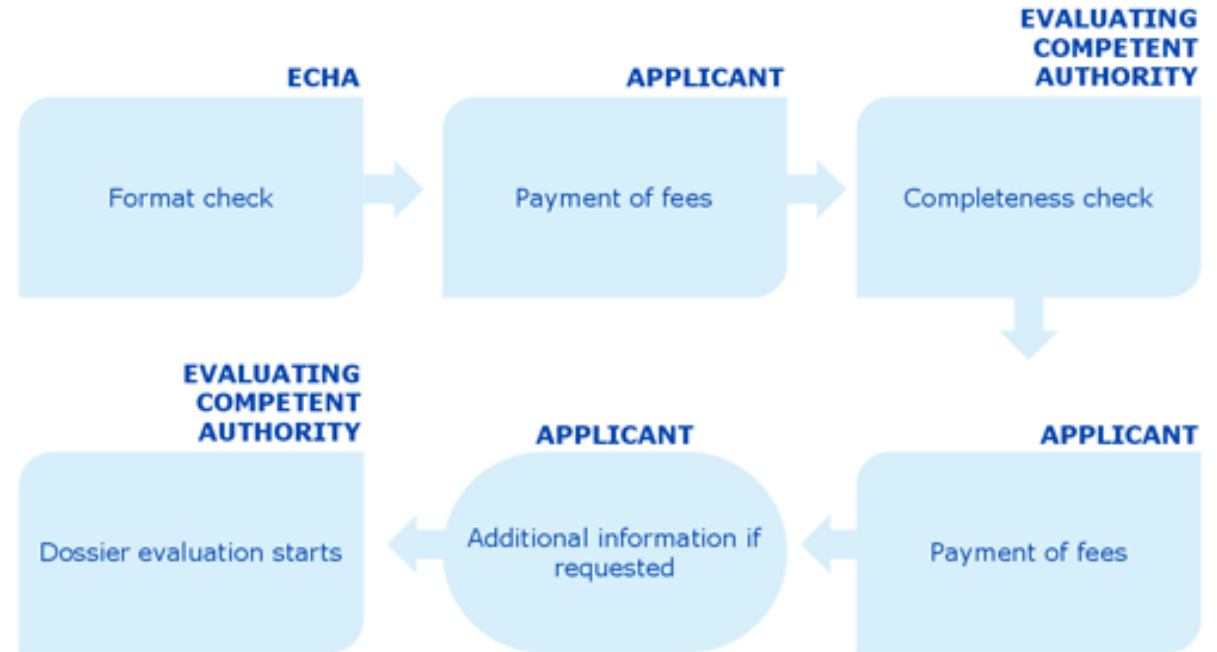 ECHA
Format check
APPLICANT
Payment of fees
EVALUATING
COMPETENT
AUTHORITY
Completeness check
APPLICANT
Payment of fees
APPLICANT
Additional information if
requested
EVALUATING
COMPETENT
AUTHORITY
Dossier evaluation starts